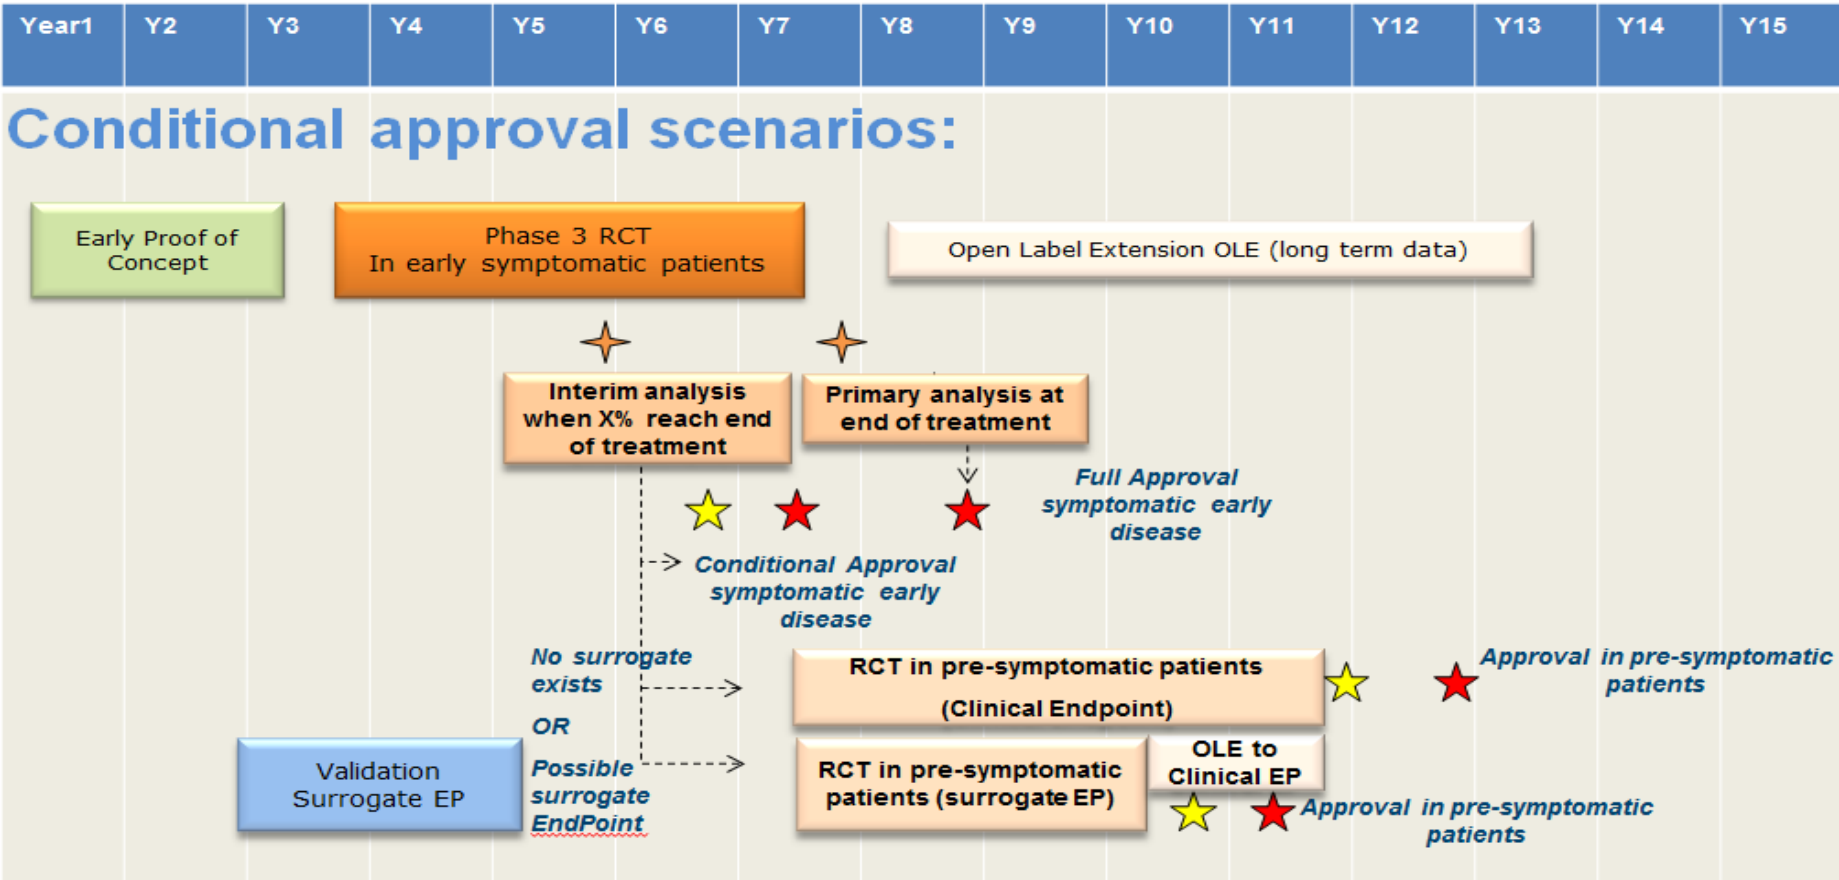 Year1 Y2 Y3 Y4 Y5 Y6 Y7 Y8 Y9 Y10 Y11 Y12 Y13 Y14 Y15
Conditional approval scenarios:
Early Proof of
Concept
Phase 3 RCT
In early symptomatic patients
Open Label Extension OLE (long term data)
Interim analysis
when X% reach end
of treatment
Primary analysis at
end of treatment
Full Approval
symptomatic early
disease
Conditional Approval
symptomatic early
disease
No surrogate
exists
OR
Possible
surrogate
EndPoint
RCT in pre-symptomatic patients
(Clinical Endpoint)
Approval in pre-symptomatic
patients
Validation
Surrogate EP
RCT in pre-symptomatic
patients (surrogate EP)
OLE to
Clinical EP
Approval in pre-symptomatic
patients